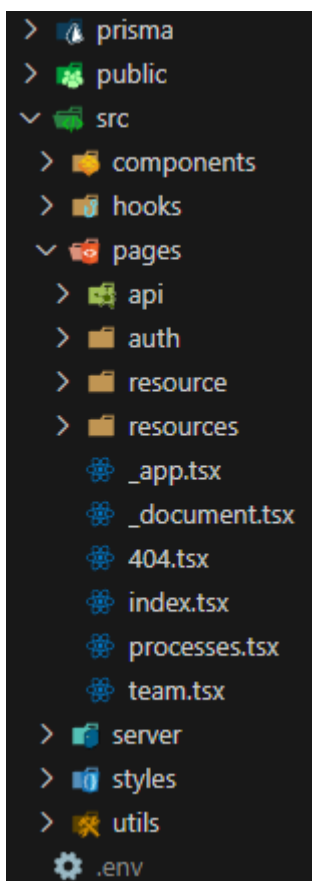 prisma
public
src
components
hooks
pages
api
auth
resource
resources
_app.tsx
_document.tsx
404.tsx
index.tsx
processes.tsx
team.tsx
server
styles
utils
.env